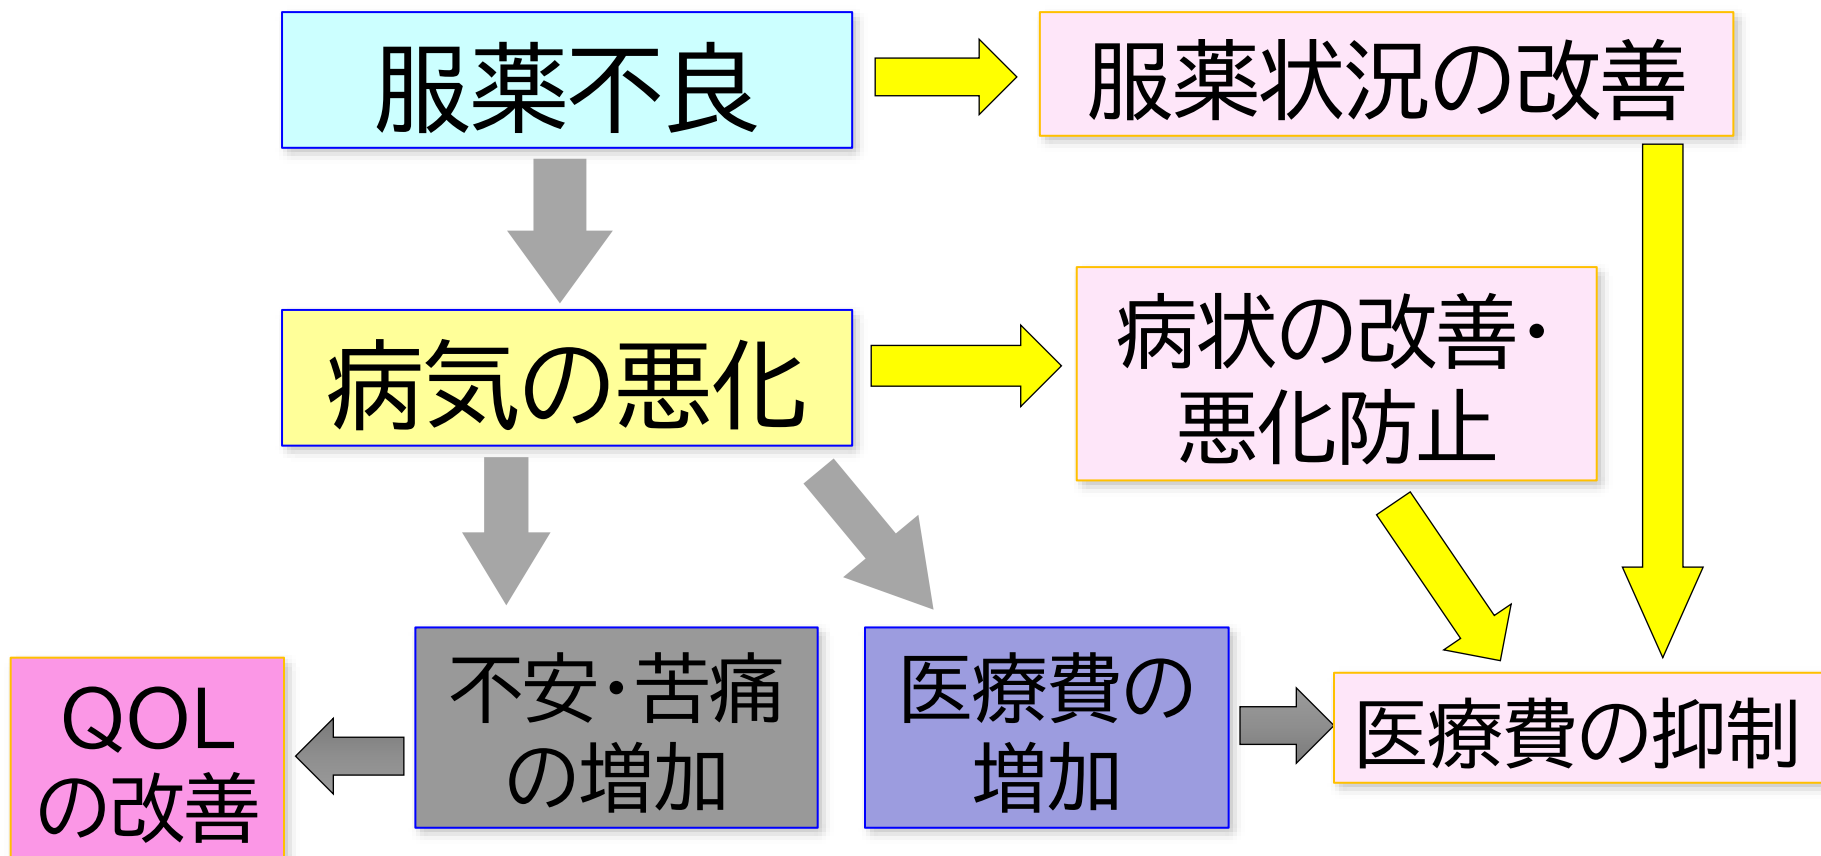 服薬不良
服薬状況の改善
病気の悪化
病状の改善・
悪化防止
不安・苦痛
の増加
医療費の
増加
医療費の抑制
QOL
の改善